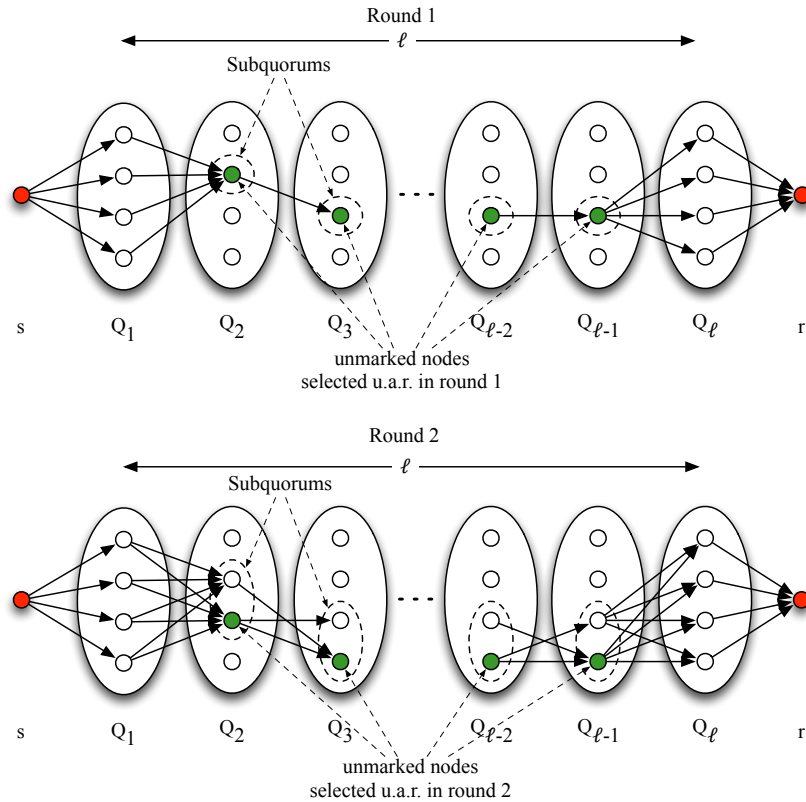 Round 1
ℓ
Subquorums
s Q1 Q2 Q3 Qℓ-2 Qℓ-1 Qℓ r
unmarked nodes
selected u.a.r. in round 1
Round 2
ℓ
Subquorums
s Q1 Q2 Q3 Qℓ-2 Qℓ-1 Qℓ r
unmarked nodes
selected u.a.r. in round 2